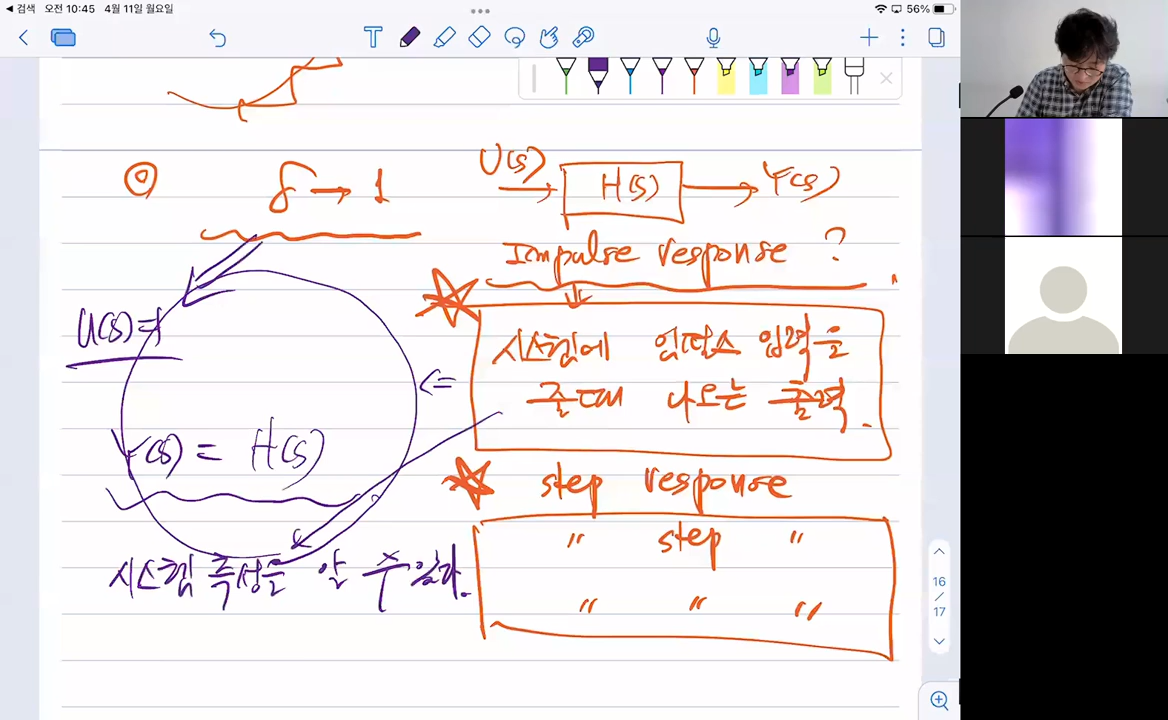 검색 오전 10:45 4월 11일 월요일
56%
δ → 1
U(s) → H(s) → Y(s)
Impulse response ?
U(s)=1
시스템에 임펄스 입력을
줄 때 나오는 출력.
<=
Y(s) = H(s)
step response
" step "
시스템 특성을 알 수 있다.
" " "
16
/
17